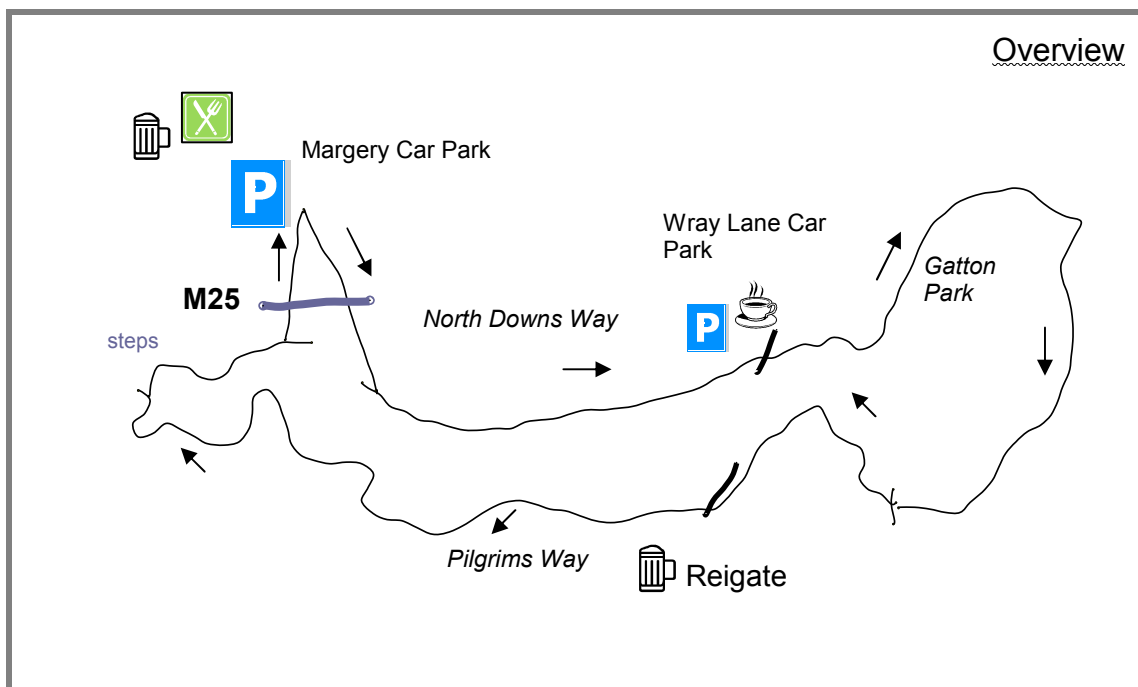 Overview
Margery Car Park
P
Wray Lane Car
Park
Gatton
Park
M25
North Downs Way
P
steps
Pilgrims Way
Reigate